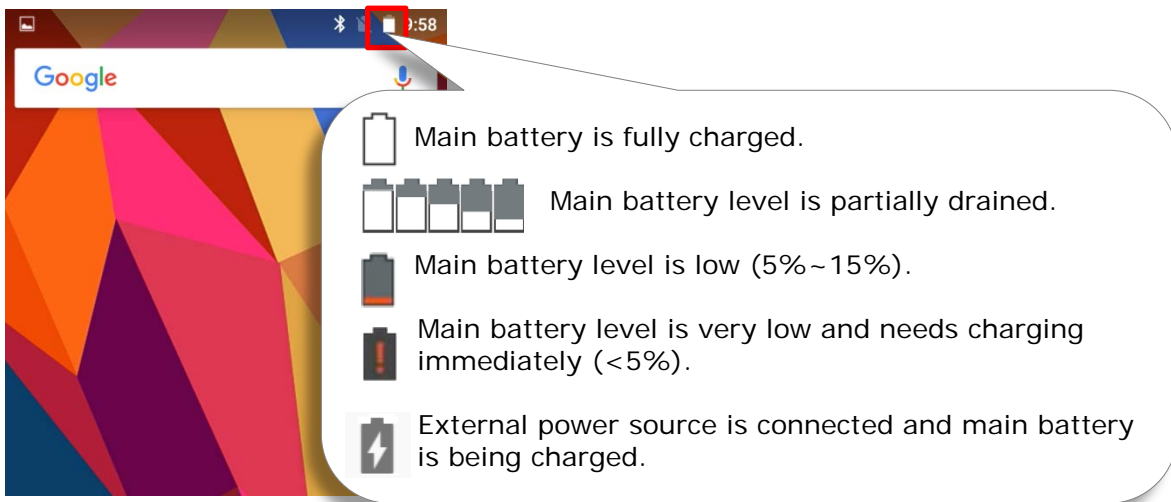 9:58
Google
Main battery is fully charged.
Main battery level is partially drained.
Main battery level is low (5%~15%).
Main battery level is very low and needs charging
immediately (<5%).
External power source is connected and main battery
is being charged.